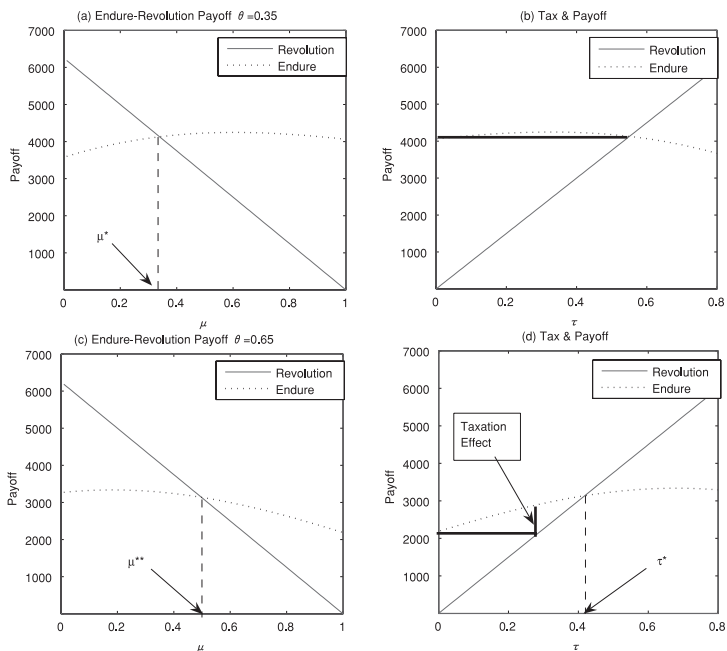 (a) Endure-Revolution Payoff θ =0.35
7000
6000
5000
4000
3000
2000
1000
Payoff
Revolution
Endure
μ*
0 0.2 0.4 0.6 0.8 1
μ
(b) Tax & Payoff
7000
6000
5000
4000
3000
2000
1000
Payoff
Revolution
Endure
0 0.2 0.4 0.6 0.8
τ
(c) Endure-Revolution Payoff θ =0.65
7000
6000
5000
4000
3000
2000
1000
Payoff
Revolution
Endure
μ**
0 0.2 0.4 0.6 0.8 1
μ
(d) Tax & Payoff
7000
6000
5000
4000
3000
2000
1000
Payoff
Revolution
Endure
Taxation
Effect
τ*
0 0.2 0.4 0.6 0.8
τ